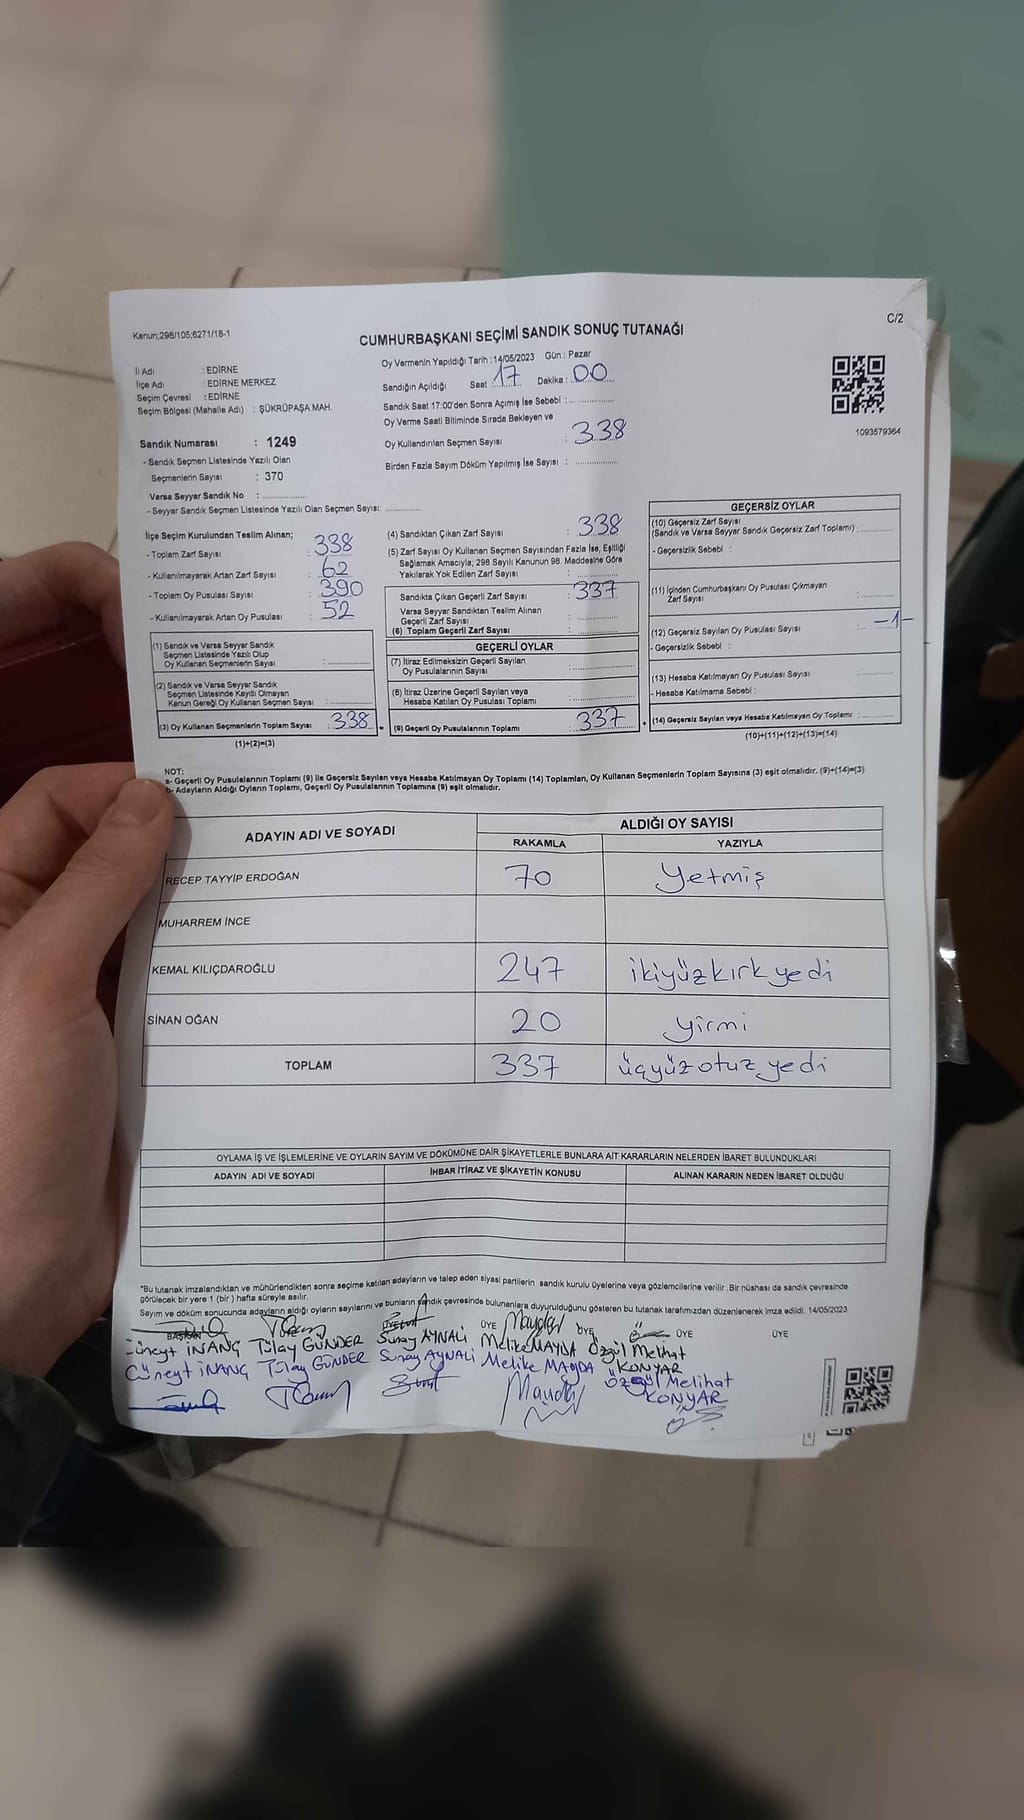 Kanun;298/105;6271/18-1
C/2
CUMHURBAŞKANI SEÇİMİ SANDIK SONUÇ TUTANAĞI
İl Adı : EDİRNE
İlçe Adı : EDİRNE MERKEZ
Seçim Çevresi : EDİRNE
Seçim Bölgesi (Mahalle Adı) : ŞÜKRÜPAŞA MAH.
Sandık Numarası : 1249
- Sandık Seçmen Listesinde Yazılı Olan
Seçmenlerin Sayısı : 370
Varsa Seyyar Sandık No :
- Seyyar Sandık Seçmen Listesinde Yazılı Olan Seçmen Sayısı:
Oy Vermenin Yapıldığı Tarih :14/05/2023 Gün : Pazar
Sandığın Açıldığı Saat : 17 Dakika : 00
Sandık Saat 17:00'den Sonra Açımış İse Sebebi :
Oy Verme Saati Bitiminde Sırada Bekleyen ve
Oy Kullandırılan Seçmen Sayısı : 338
Birden Fazla Sayım Döküm Yapılmış İse Sayısı :
1093579364
İlçe Seçim Kurulundan Teslim Alınan;
- Toplam Zarf Sayısı : 338
- Kullanılmayarak Artan Zarf Sayısı : 62
- Toplam Oy Pusulası Sayısı : 390
- Kullanılmayarak Artan Oy Pusulası : 52
(1) Sandık ve Varsa Seyyar Sandık
Seçmen Listesinde Yazılı Olup
Oy Kullanan Seçmenlerin Sayısı :
(2) Sandık ve Varsa Seyyar Sandık
Seçmen Listesinde Kayıtlı Olmayan
Kanun Gereği Oy Kullanan Seçmen Sayısı :
(3) Oy Kullanan Seçmenlerin Toplam Sayısı : 338 =
(1)+(2)=(3)
(4) Sandıktan Çıkan Zarf Sayısı : 338
(5) Zarf Sayısı Oy Kullanan Seçmen Sayısından Fazla İse, Eşitliği
Sağlamak Amacıyla; 298 Sayılı Kanunun 98. Maddesine Göre
Yakılarak Yok Edilen Zarf Sayısı :
Sandıkta Çıkan Geçerli Zarf Sayısı : 337
Varsa Seyyar Sandıktan Teslim Alınan
Geçerli Zarf Sayısı :
(6) Toplam Geçerli Zarf Sayısı :
GEÇERLİ OYLAR
(7) İtiraz Edilmeksizin Geçerli Sayılan
Oy Pusulalarının Sayısı :
(8) İtiraz Üzerine Geçerli Sayılan veya
Hesaba Katılan Oy Pusulası Toplamı :
(9) Geçerli Oy Pusulalarının Toplamı : 337 +
GEÇERSİZ OYLAR
(10) Geçersiz Zarf Sayısı
(Sandık ve Varsa Seyyar Sandık Geçersiz Zarf Toplamı) :
- Geçersizlik Sebebi :
(11) İçinden Cumhurbaşkanı Oy Pusulası Çıkmayan
Zarf Sayısı :
(12) Geçersiz Sayılan Oy Pusulası Sayısı : -1-
- Geçersizlik Sebebi :
(13) Hesaba Katılmayan Oy Pusulası Sayısı :
- Hesaba Katılmama Sebebi :
(14) Geçersiz Sayılan veya Hesaba Katılmayan Oy Toplamı :
(10)+(11)+(12)+(13)=(14)
NOT:
a- Geçerli Oy Pusulalarının Toplamı (9) ile Geçersiz Sayılan veya Hesaba Katılmayan Oy Toplamı (14) Toplamları, Oy Kullanan Seçmenlerin Toplam Sayısına (3) eşit olmalıdır. (9)+(14)=(3)
b- Adayların Aldığı Oyların Toplamı, Geçerli Oy Pusulalarının Toplamına (9) eşit olmalıdır.
ADAYIN ADI VE SOYADI ALDIĞI OY SAYISI
RAKAMLA YAZIYLA
RECEP TAYYİP ERDOĞAN 70 yetmiş
MUHARREM İNCE
KEMAL KILIÇDAROĞLU 247 ikiyüzkırkyedi
SİNAN OĞAN 20 yirmi
TOPLAM 337 üçyüzotuzyedi
OYLAMA İŞ VE İŞLEMLERİNE VE OYLARIN SAYIM VE DÖKÜMÜNE DAİR ŞİKAYETLERLE BUNLARA AİT KARARLARIN NELERDEN İBARET BULUNDUKLARI
ADAYIN ADI VE SOYADI İHBAR İTİRAZ VE ŞİKAYETİN KONUSU ALINAN KARARIN NEDEN İBARET OLDUĞU
"Bu tutanak imzalandıktan ve mühürlendikten sonra seçime katılan adayların ve talep eden siyasi partilerin sandık kurulu üyelerine veya gözlemcilerine verilir. Bir nüshası da sandık çevresinde
görülecek bir yere 1 (bir ) hafta süreyle asılır.
Sayım ve döküm sonucunda adayların aldığı oyların sayılarını ve bunların sandık çevresinde bulunanlara duyurulduğunu gösteren bu tutanak tarafımızdan düzenlenerek imza edildi. 14/05/2023
BAŞKAN ÜYE ÜYE ÜYE ÜYE
Cüneyt İNANÇ Tülay GÜNDER Sunay AYNALI Melike MAYDA Özgül Melihat
KONYAR
Cüneyt İNANÇ Tülay GÜNDER Sunay AYNALI Melike MAYDA Özgül Melihat
KONYAR